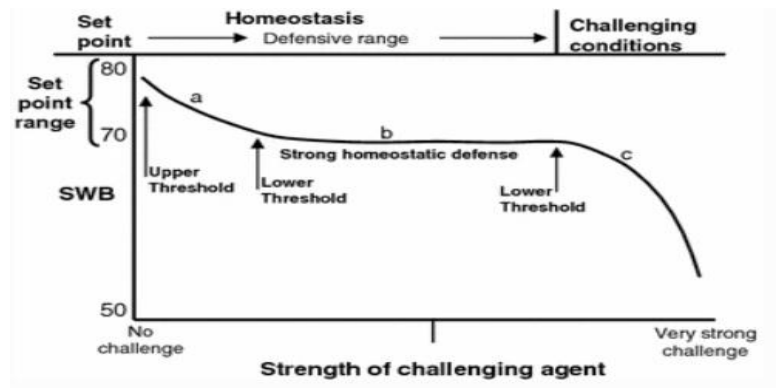 Set
point
Homeostasis
Defensive range
Challenging
conditions
Set
point
range
80
70
50
SWB
a
b
c
Strong homeostatic defense
Upper
Threshold
Lower
Threshold
Lower
Threshold
No
challenge
Very strong
challenge
Strength of challenging agent